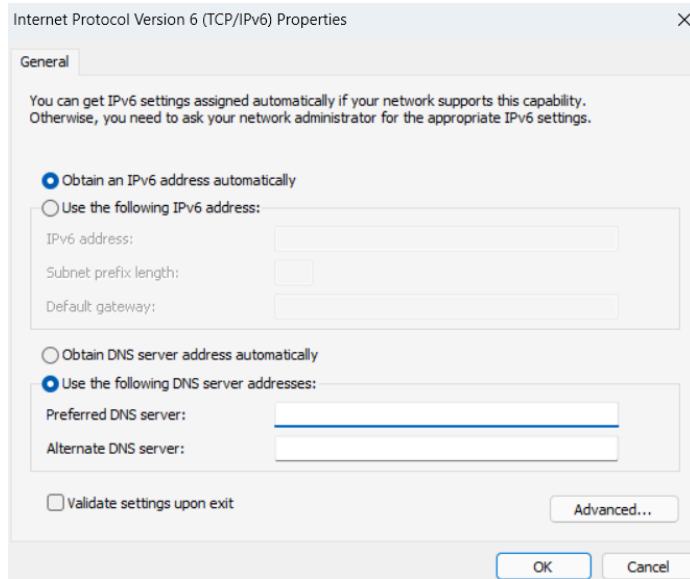 Internet Protocol Version 6 (TCP/IPv6) Properties
General
You can get IPv6 settings assigned automatically if your network supports this capability.
Otherwise, you need to ask your network administrator for the appropriate IPv6 settings.
Obtain an IPv6 address automatically
Use the following IPv6 address:
IPv6 address:
Subnet prefix length:
Default gateway:
Obtain DNS server address automatically
Use the following DNS server addresses:
Preferred DNS server:
Alternate DNS server:
Validate settings upon exit
Advanced...
OK Cancel